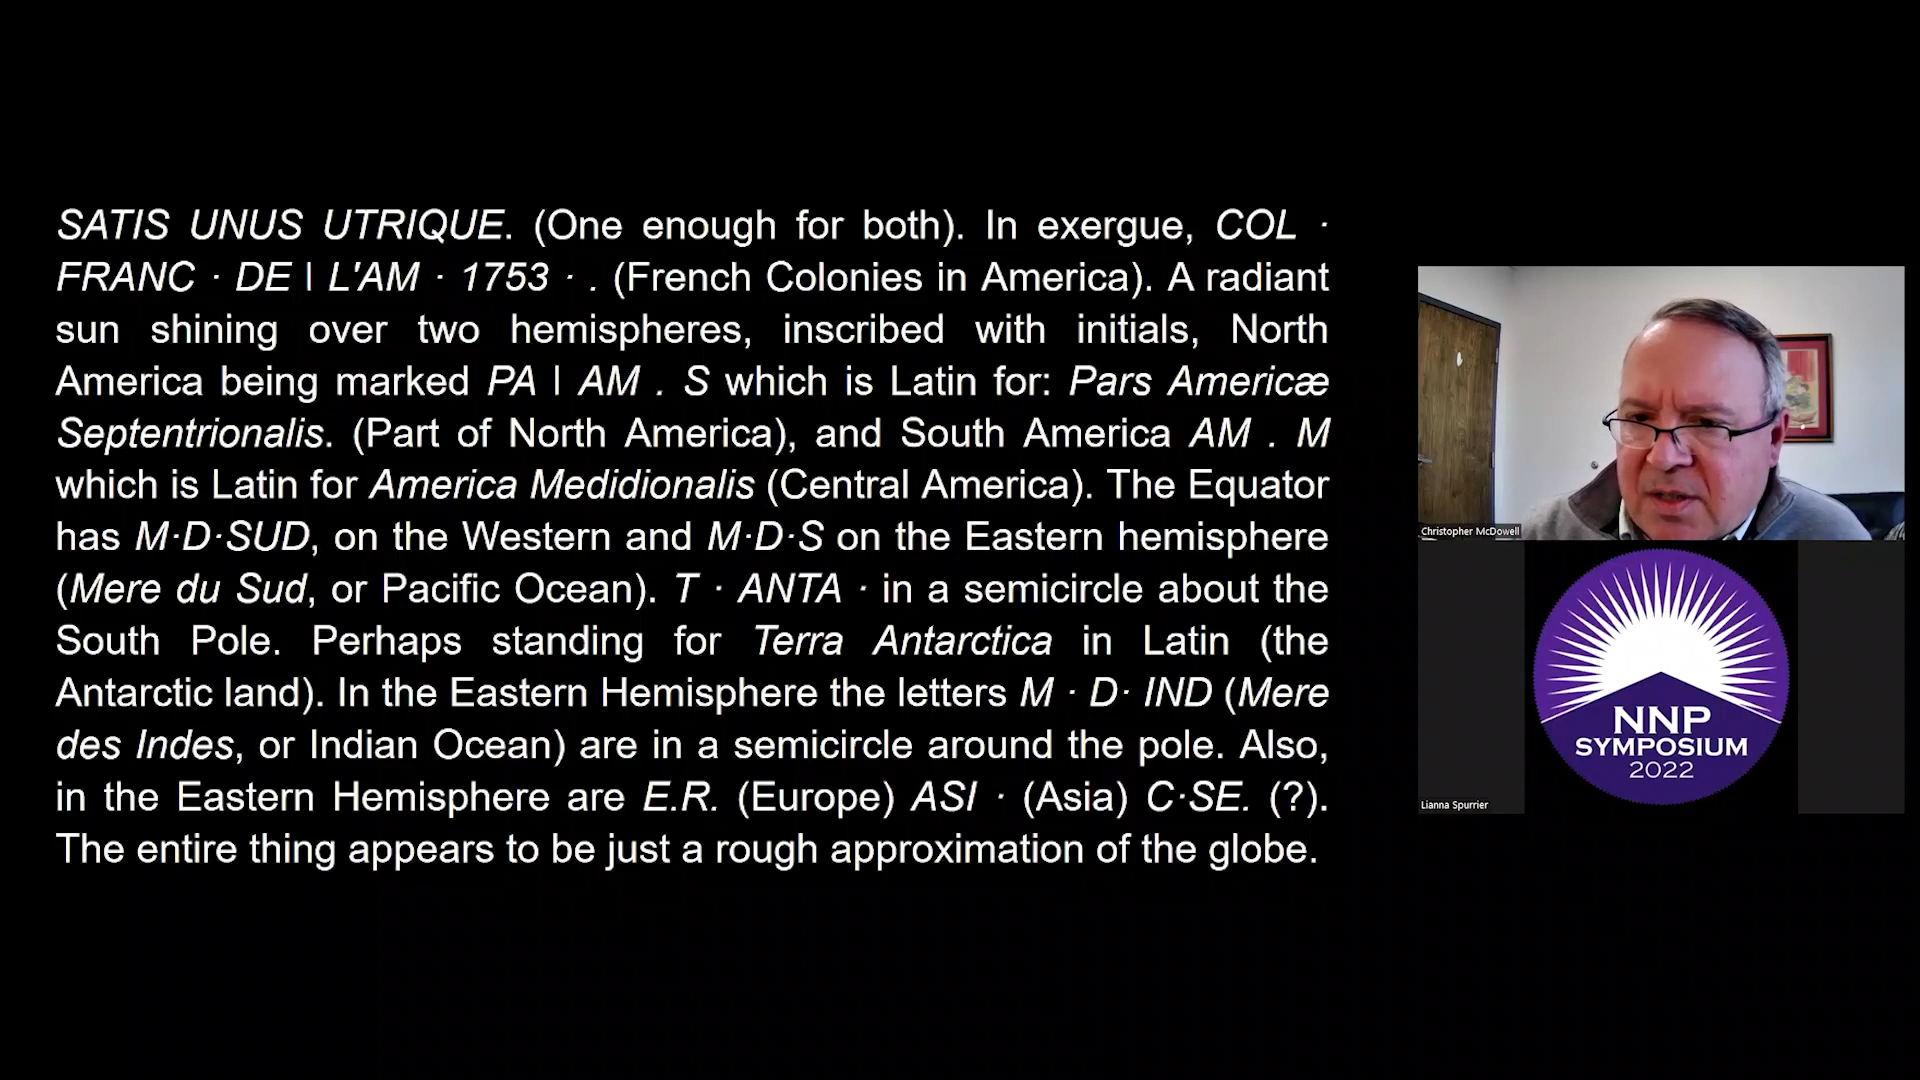 SATIS UNUS UTRIQUE. (One enough for both). In exergue, COL ·
FRANC · DE | L'AM · 1753 · . (French Colonies in America). A radiant
sun shining over two hemispheres, inscribed with initials, North
America being marked PA | AM . S which is Latin for: Pars Americæ
Septentrionalis. (Part of North America), and South America AM . M
which is Latin for America Medidionalis (Central America). The Equator
has M·D·SUD, on the Western and M·D·S on the Eastern hemisphere
(Mere du Sud, or Pacific Ocean). T · ANTA · in a semicircle about the
South Pole. Perhaps standing for Terra Antarctica in Latin (the
Antarctic land). In the Eastern Hemisphere the letters M · D· IND (Mere
des Indes, or Indian Ocean) are in a semicircle around the pole. Also,
in the Eastern Hemisphere are E.R. (Europe) ASI · (Asia) C·SE. (?).
The entire thing appears to be just a rough approximation of the globe.
Christopher McDowell
NNP
SYMPOSIUM
2022
Lianna Spurrier